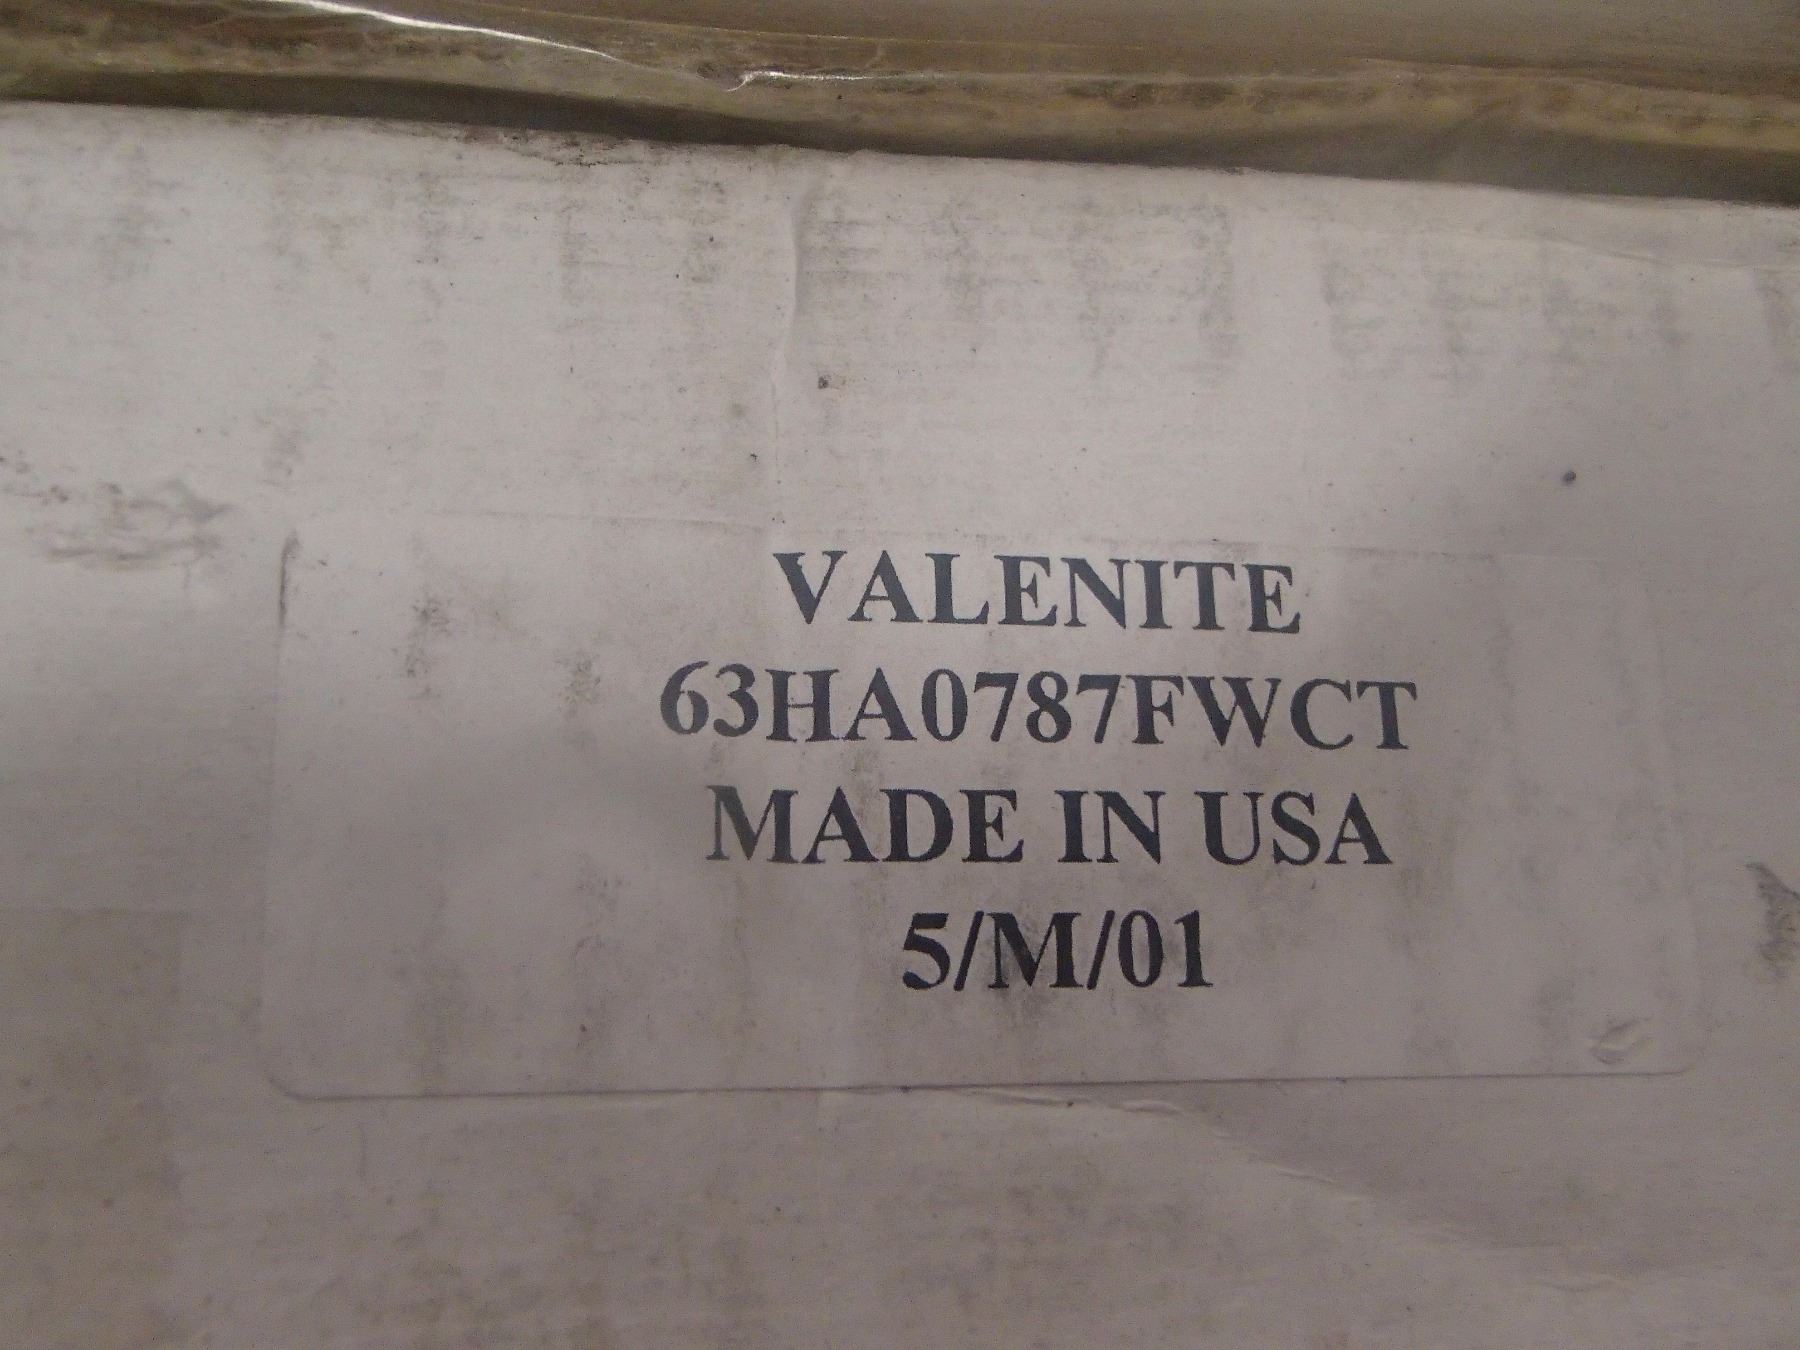 VALENITE
63HA0787FWCT
MADE IN USA
5/M/01